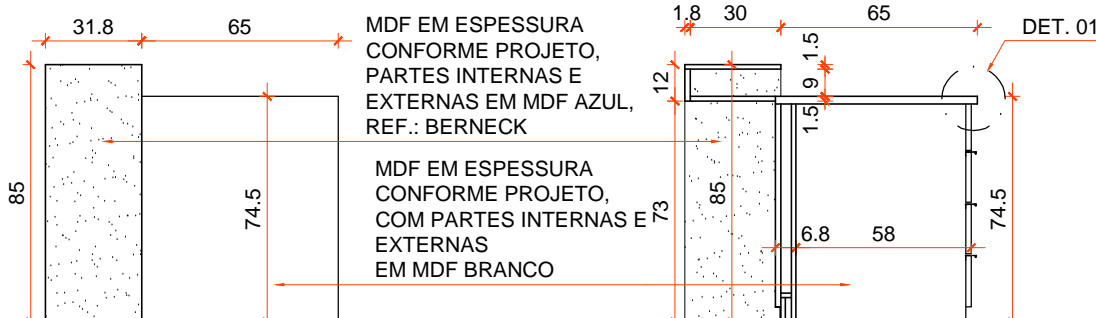 31.8
65
MDF EM ESPESSURA
CONFORME PROJETO,
PARTES INTERNAS E
EXTERNAS EM MDF AZUL,
REF.: BERNECK
MDF EM ESPESSURA
CONFORME PROJETO,
COM PARTES INTERNAS E
EXTERNAS
EM MDF BRANCO
85
74.5
1.8
30
65
DET. 01
1.5
12
9
1.5
73
85
6.8
58
74.5